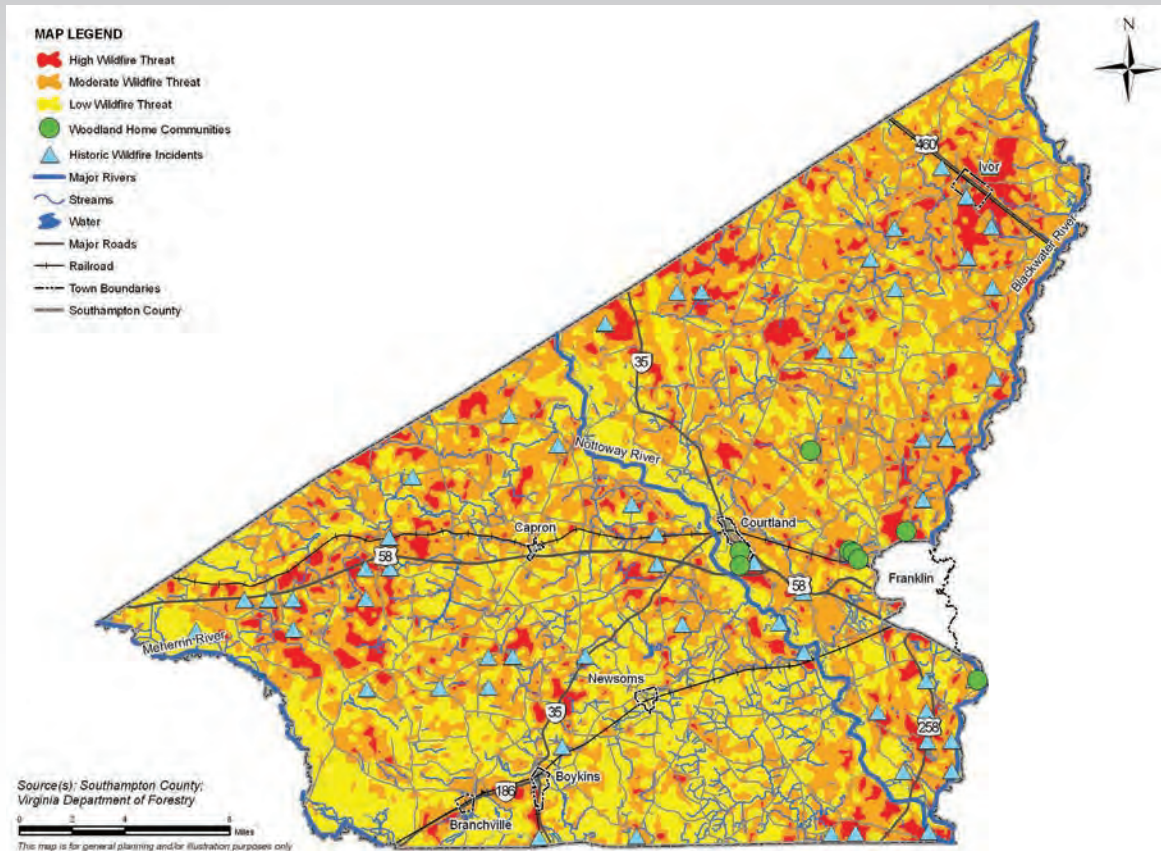 MAP LEGEND
High Wildfire Threat
Moderate Wildfire Threat
Low Wildfire Threat
Woodland Home Communities
Historic Wildfire Incidents
Major Rivers
Streams
Water
Major Roads
Railroad
Town Boundaries
Southampton County
N
460
Ivor
Blackwater River
35
Nottoway River
Courtland
Capron
58
58
Franklin
Meherrin River
Newsoms
35
258
Boykins
186
Branchville
Source(s): Southampton County;
Virginia Department of Forestry
0 2 4 8
Miles
This map is for general planning and/or illustration purposes only